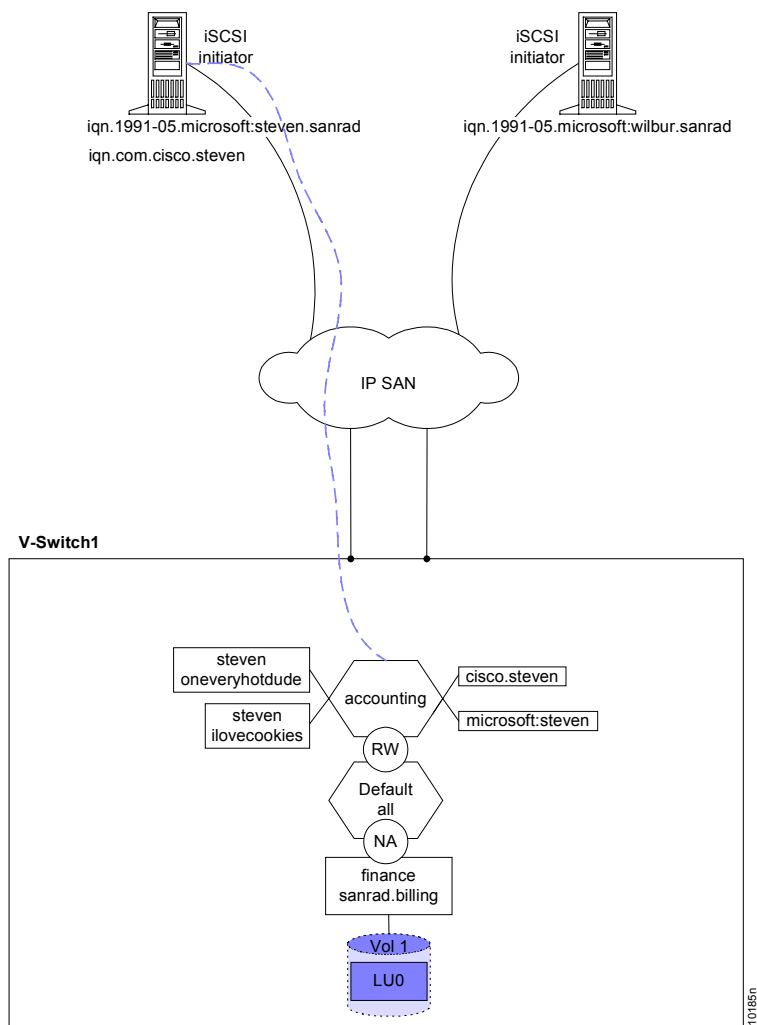 iSCSI
initiator
iSCSI
initiator
iqn.1991-05.microsoft:steven.sanrad
iqn.com.cisco.steven
iqn.1991-05.microsoft:wilbur.sanrad
IP SAN
V-Switch1
steven
oneveryhotdude
steven
ilovecookies
accounting
cisco.steven
microsoft:steven
RW
Default
all
NA
finance
sanrad.billing
Vol 1
LU0
10185n